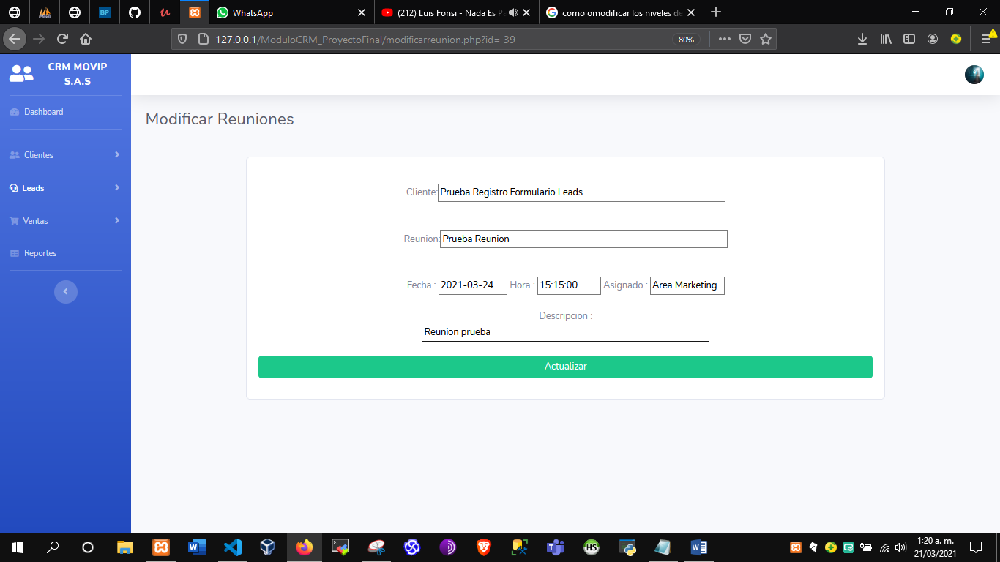 BP
WhatsApp
(212) Luis Fonsi - Nada Es P
como omodificar los niveles de
127.0.0.1/ModuloCRM_ProyectoFinal/modificarreunion.php?id= 39
80%
CRM MOVIP
S.A.S
Dashboard
Clientes
Leads
Ventas
Reportes
Modificar Reuniones
Cliente: Prueba Registro Formulario Leads
Reunion: Prueba Reunion
Fecha : 2021-03-24 Hora : 15:15:00 Asignado : Area Marketing
Descripcion :
Reunion prueba
Actualizar
HS
1:20 a. m.
21/03/2021